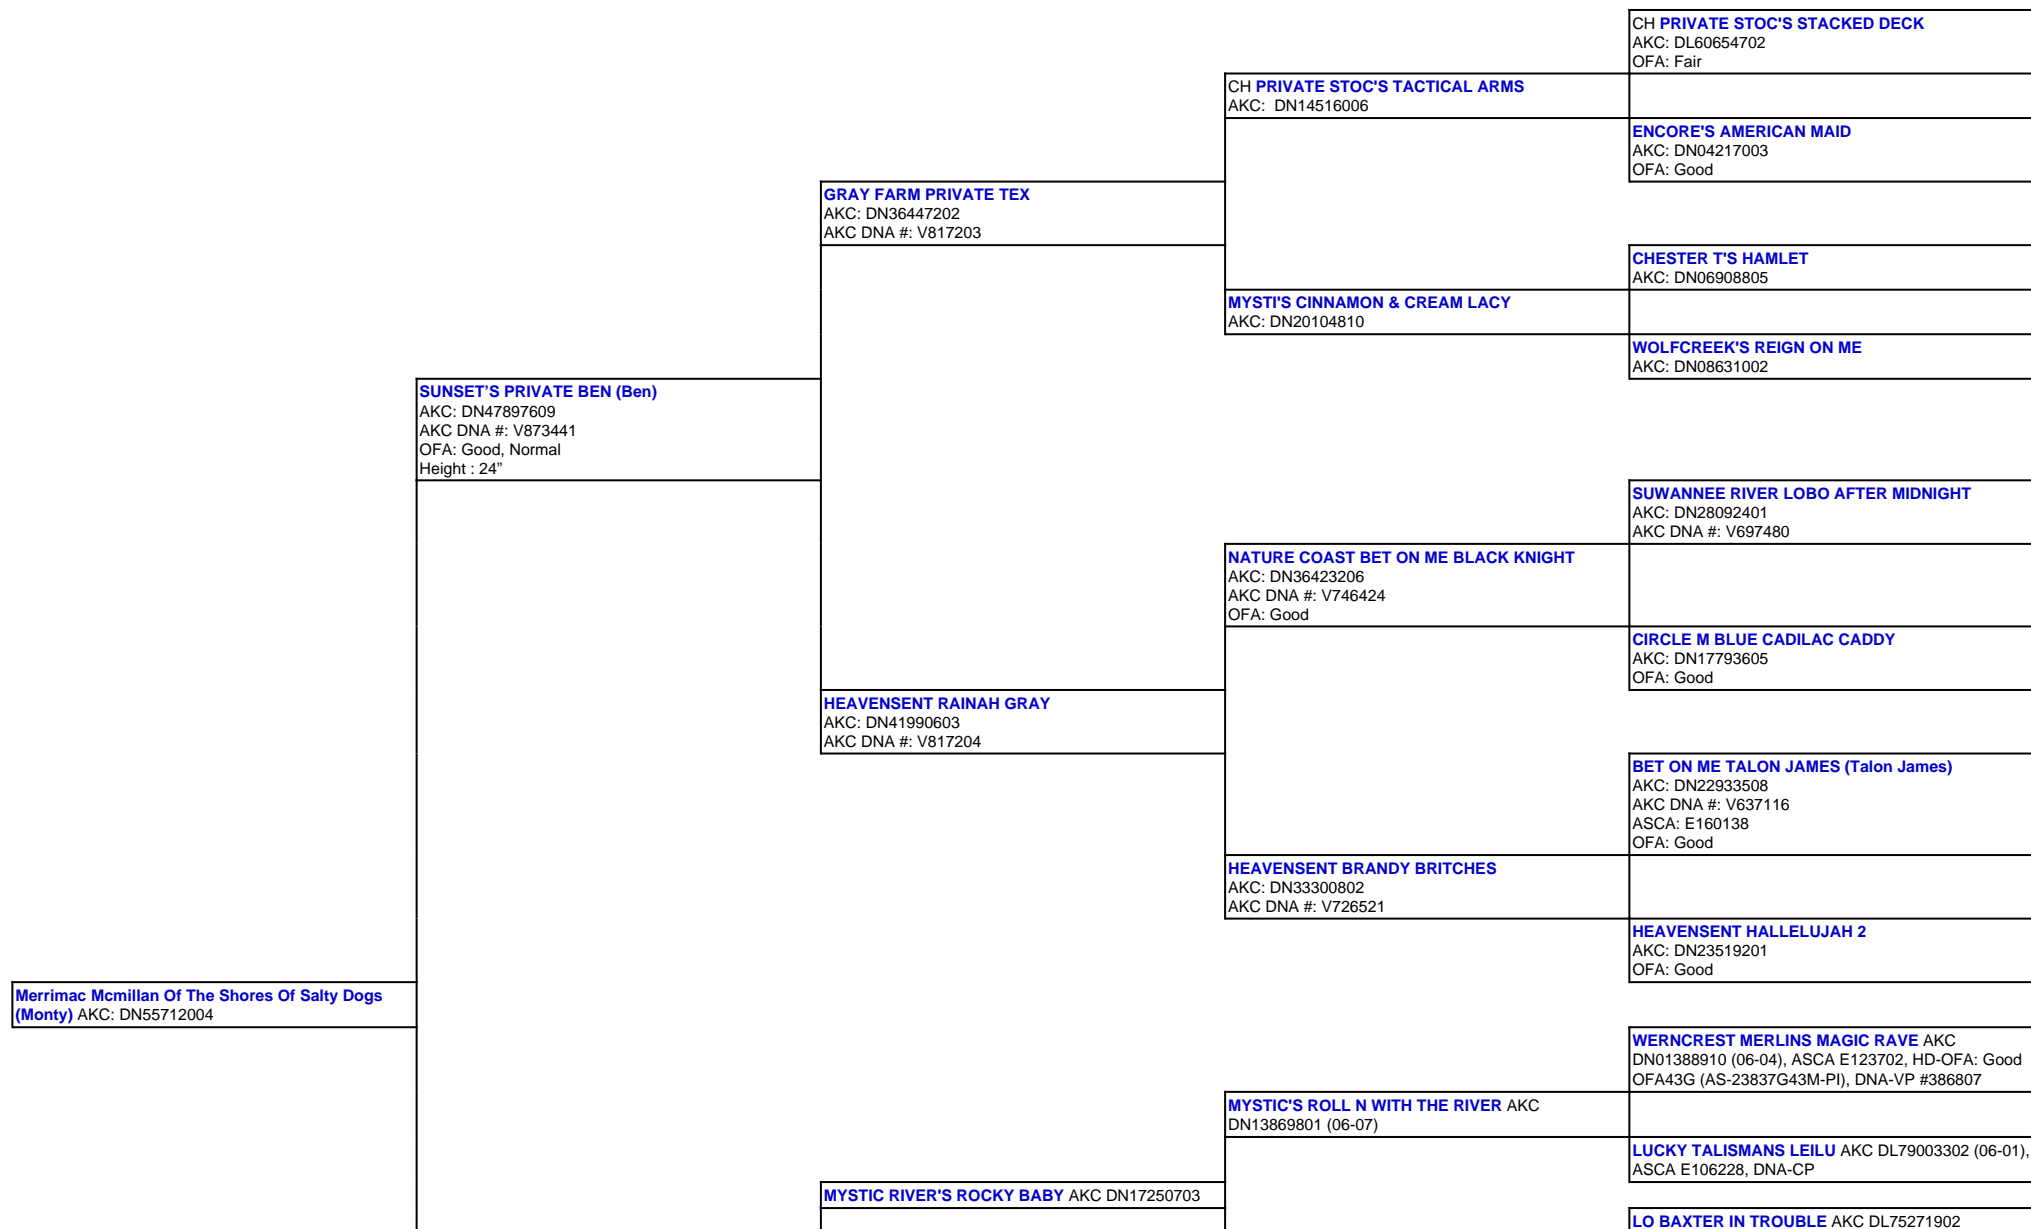 CH PRIVATE STOC'S STACKED DECK
AKC: DL60654702
OFA: Fair
CH PRIVATE STOC'S TACTICAL ARMS
AKC:  DN14516006
ENCORE'S AMERICAN MAID
AKC: DN04217003
OFA: Good
GRAY FARM PRIVATE TEX
AKC: DN36447202
AKC DNA #: V817203
CHESTER T'S HAMLET
AKC: DN06908805
MYSTI'S CINNAMON & CREAM LACY
AKC: DN20104810
WOLFCREEK'S REIGN ON ME
AKC: DN08631002
SUNSET’S PRIVATE BEN (Ben)
AKC: DN47897609
AKC DNA #: V873441
OFA: Good, Normal
Height : 24”
SUWANNEE RIVER LOBO AFTER MIDNIGHT
AKC: DN28092401
AKC DNA #: V697480
NATURE COAST BET ON ME BLACK KNIGHT
AKC: DN36423206
AKC DNA #: V746424
OFA: Good
CIRCLE M BLUE CADILAC CADDY
AKC: DN17793605
OFA: Good
HEAVENSENT RAINAH GRAY
AKC: DN41990603
AKC DNA #: V817204
BET ON ME TALON JAMES (Talon James)
AKC: DN22933508
AKC DNA #: V637116
ASCA: E160138
OFA: Good
HEAVENSENT BRANDY BRITCHES
AKC: DN33300802
AKC DNA #: V726521
HEAVENSENT HALLELUJAH 2
AKC: DN23519201
OFA: Good
Merrimac Mcmillan Of The Shores Of Salty Dogs
(Monty) AKC: DN55712004
WERNCREST MERLINS MAGIC RAVE AKC
DN01388910 (06-04), ASCA E123702, HD-OFA: Good
OFA43G (AS-23837G43M-PI), DNA-VP #386807
MYSTIC'S ROLL N WITH THE RIVER AKC
DN13869801 (06-07)
LUCKY TALISMANS LEILU AKC DL79003302 (06-01),
ASCA E106228, DNA-CP
MYSTIC RIVER'S ROCKY BABY AKC DN17250703
LO BAXTER IN TROUBLE AKC DL75271902